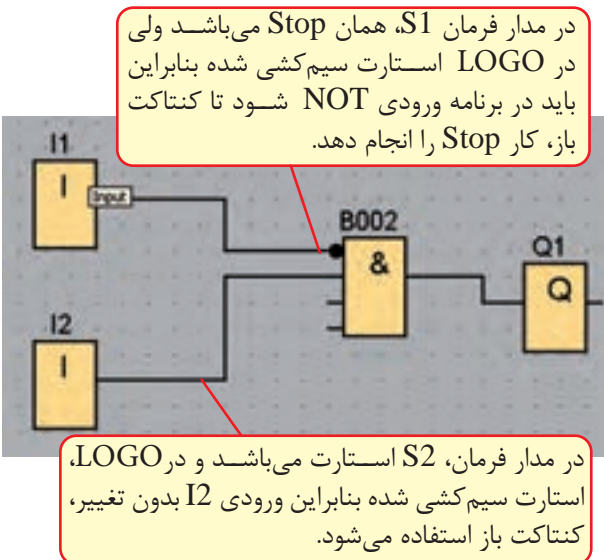 در مدار فرمان S1، همان Stop می‌باشد ولی
در LOGO استارت سیم‌کشی شده بنابراین
باید در برنامه ورودی NOT شود تا کنتاکت
باز، کار Stop را انجام دهد.
I1
I
Input
B002
&
Q1
Q
I2
I
در مدار فرمان، S2 استارت می‌باشد و در LOGO،
استارت سیم‌کشی شده بنابراین ورودی I2 بدون تغییر،
کنتاکت باز استفاده می‌شود.